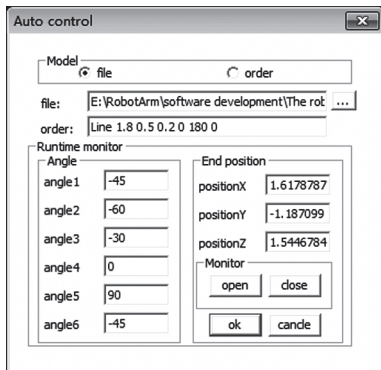 Auto control
Model
file order
file: E:\RobotArm\software development\The rot ...
order: Line 1.8 0.5 0.2 0 180 0
Runtime monitor
Angle
angle1 -45
angle2 -60
angle3 -30
angle4 0
angle5 90
angle6 -45
End position
positionX 1.6178787
positionY -1.187099
positionZ 1.5446784
Monitor
open close
ok cancle